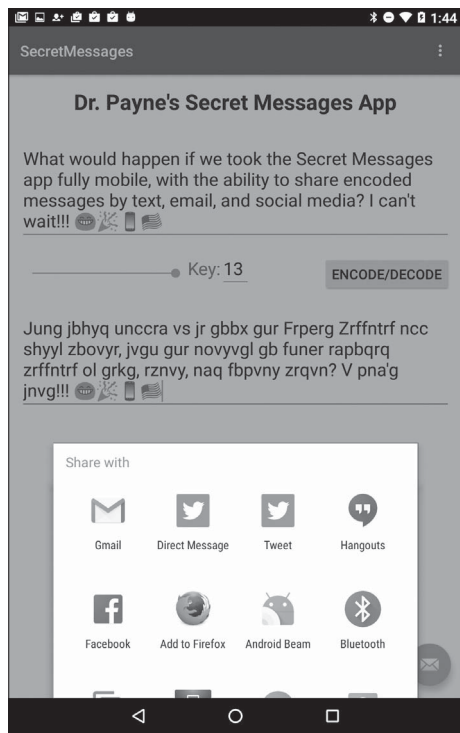 1:44
SecretMessages
Dr. Payne's Secret Messages App
What would happen if we took the Secret Messages
app fully mobile, with the ability to share encoded
messages by text, email, and social media? I can't
wait!!! 😁🎉📱🇺🇸
Key: 13
ENCODE/DECODE
Jung jbhyq unccra vs jr gbbx gur Frperg Zrffntrf ncc
shyyl zbovyr, jvgu gur novyvgl gb funer rapbqrq
zrffntrf ol grkg, rznvy, naq fbpvny zrqvn? V pna'g
jnvg!!! 😁🎉📱🇺🇸
Share with
Gmail Direct Message Tweet Hangouts
Facebook Add to Firefox Android Beam Bluetooth